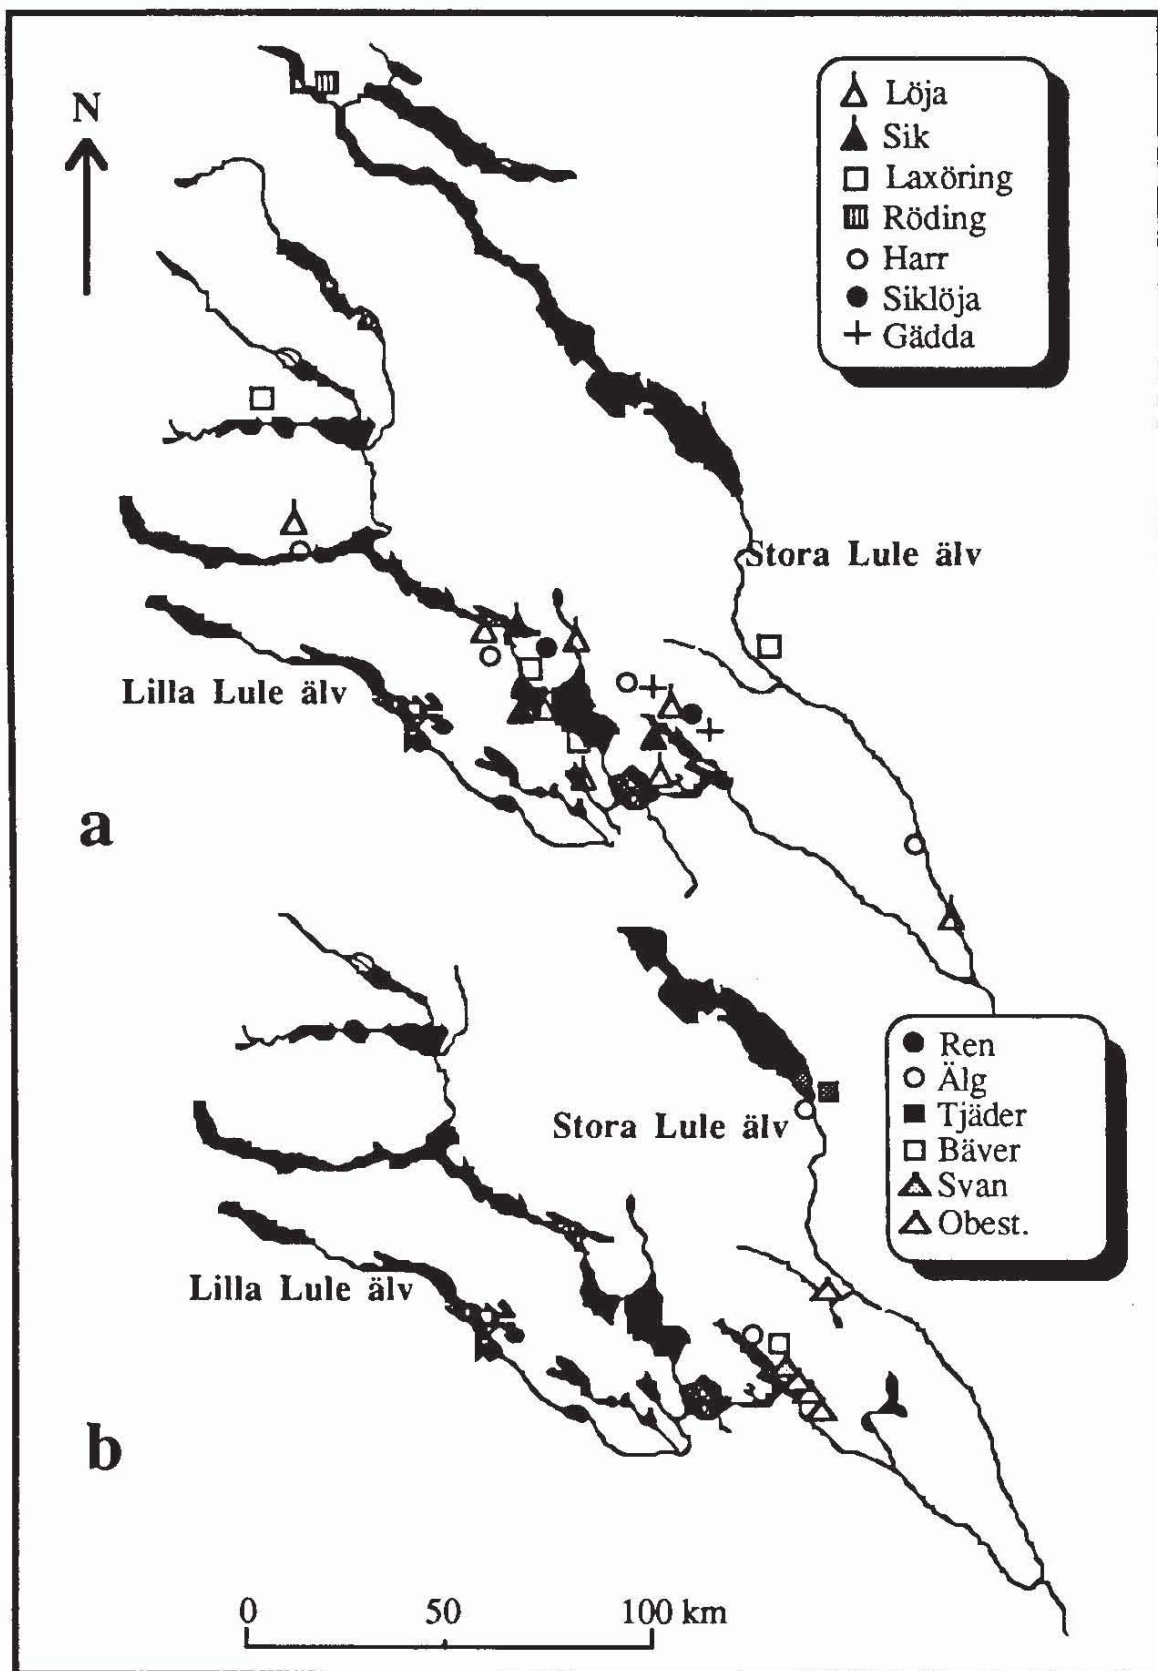 N
Löja
Sik
Laxöring
Röding
Harr
Siklöja
Gädda
Stora Lule älv
Lilla Lule älv
a
Ren
Älg
Tjäder
Bäver
Svan
Obest.
Stora Lule älv
Lilla Lule älv
b
0 50 100 km